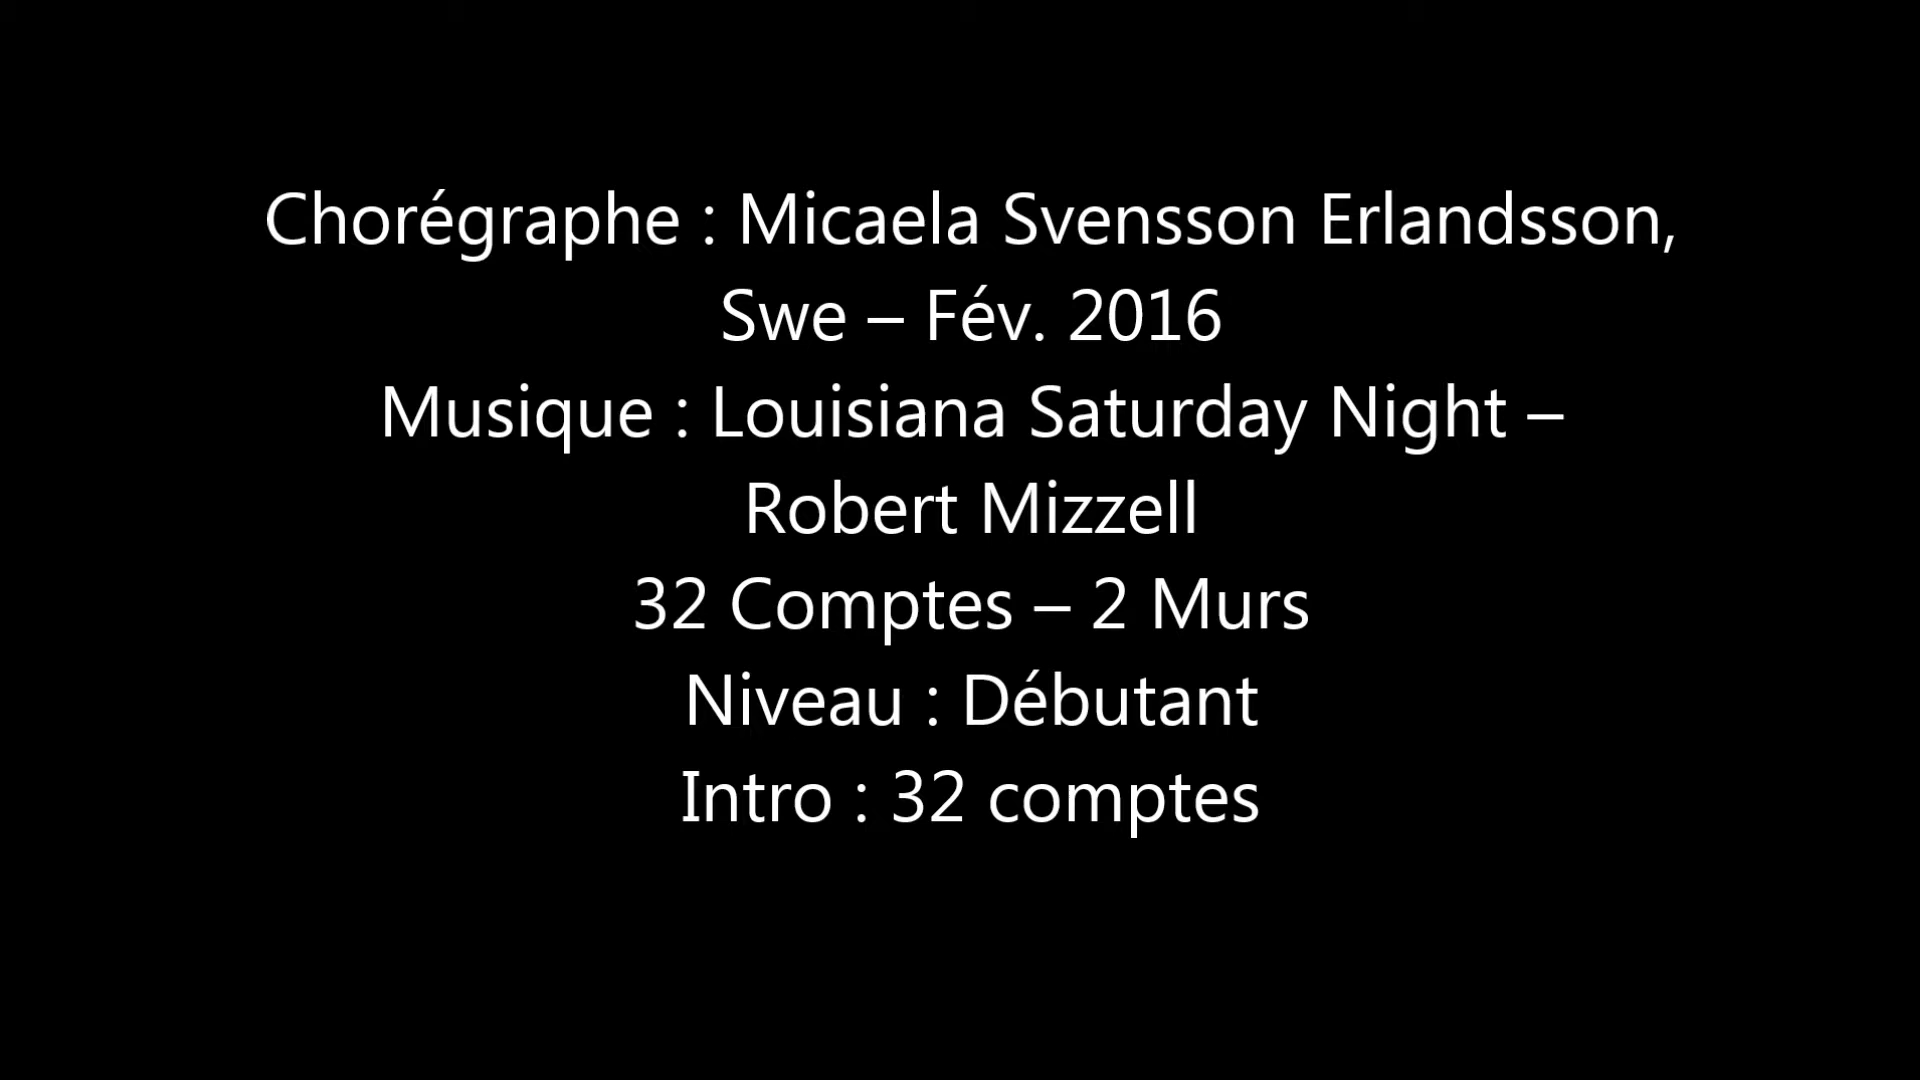 Chorégraphe : Micaela Svensson Erlandsson,
Swe – Fév. 2016
Musique : Louisiana Saturday Night –
Robert Mizzell
32 Comptes – 2 Murs
Niveau : Débutant
Intro : 32 comptes